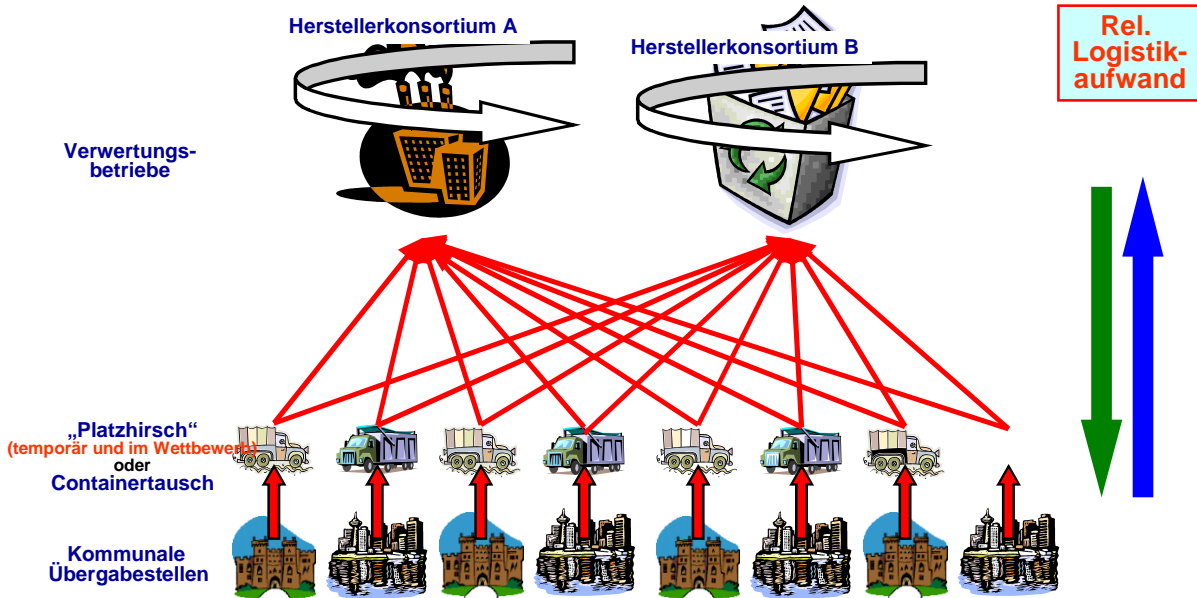 Herstellerkonsortium A
Herstellerkonsortium B
Rel.
Logistik-
aufwand
Verwertungs-
betriebe
„Platzhirsch“
(temporär und im Wettbewerb)
oder
Containertausch
Kommunale
Übergabestellen